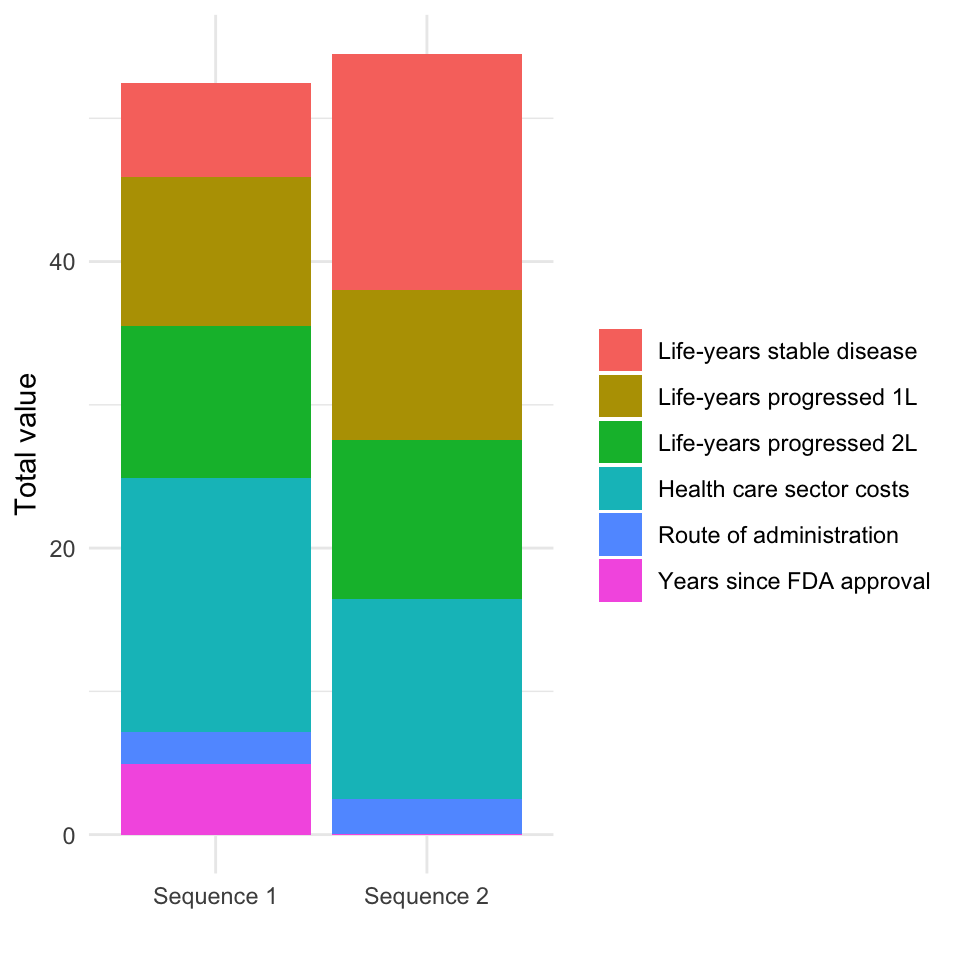 Total value
40
20
0
Sequence 1
Sequence 2
Life-years stable disease
Life-years progressed 1L
Life-years progressed 2L
Health care sector costs
Route of administration
Years since FDA approval